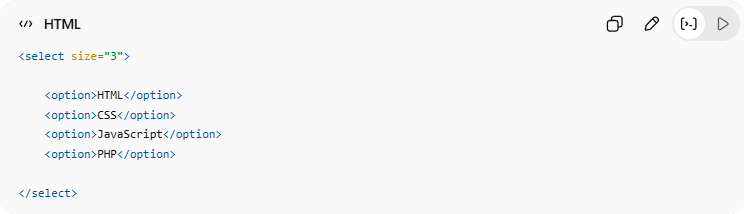 HTML
<select size="3">
<option>HTML</option>
<option>CSS</option>
<option>JavaScript</option>
<option>PHP</option>
</select>